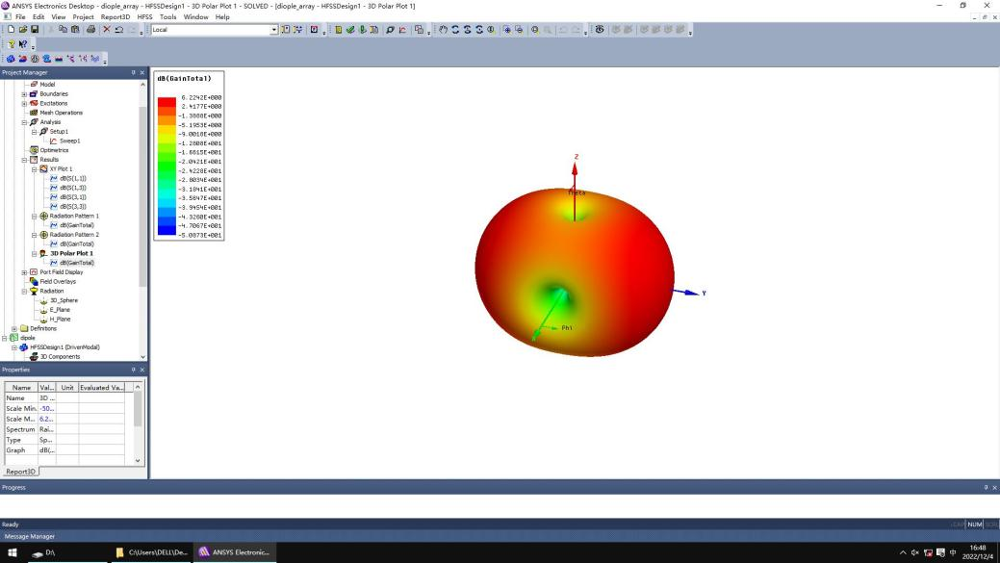 ANSYS Electronics Desktop - diople_array - HFSSDesign1 - 3D Polar Plot 1 - SOLVED - [diople_array - HFSSDesign1 - 3D Polar Plot 1]
File Edit View Project Report3D HFSS Tools Window Help
Local
Project Manager
Model
Boundaries
Excitations
Mesh Operations
Analysis
Setup1
Sweep1
Optimetrics
Results
XY Plot 1
dB(S(1,1))
dB(S(1,3))
dB(S(3,1))
dB(S(3,3))
Radiation Pattern 1
dB(GainTotal)
Radiation Pattern 2
dB(GainTotal)
3D Polar Plot 1
dB(GainTotal)
Port Field Display
Field Overlays
Radiation
3D_Sphere
E_Plane
H_Plane
Definitions
dipole
HFSSDesign1 (DrivenModal)
3D Components
dB(GainTotal)
6.2242E+000
2.4177E+000
-1.3888E+000
-5.1953E+000
-9.0018E+000
-1.2808E+001
-1.6615E+001
-2.0421E+001
-2.4228E+001
-2.8034E+001
-3.1841E+001
-3.5647E+001
-3.9454E+001
-4.3260E+001
-4.7067E+001
-5.0873E+001
Z
Theta
Y
Phi
X
Properties
Name Val... Unit Evaluated Va...
Name 3D ...
Scale Min. -50...
Scale M... 6.2...
Spectrum Rai...
Type Sp...
Graph dB(...
Report3D
Progress
Ready
CAP NUM SCRL
Message Manager
D:\
C:\Users\DELL\De...
ANSYS Electronic...
中
16:48
2022/12/4